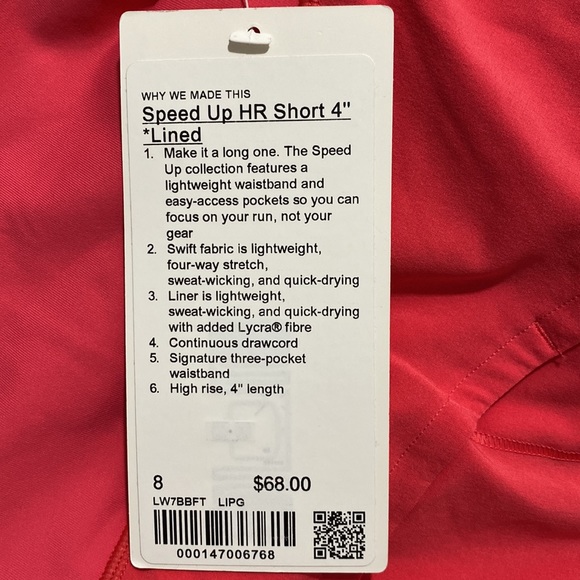 WHY WE MADE THIS
Speed Up HR Short 4"
*Lined
1. Make it a long one. The Speed
Up collection features a
lightweight waistband and
easy-access pockets so you can
focus on your run, not your
gear
2. Swift fabric is lightweight,
four-way stretch,
sweat-wicking, and quick-drying
3. Liner is lightweight,
sweat-wicking, and quick-drying
with added Lycra® fibre
4. Continuous drawcord
5. Signature three-pocket
waistband
6. High rise, 4" length
8 $68.00
LW7BBFT LIPG
000147006768